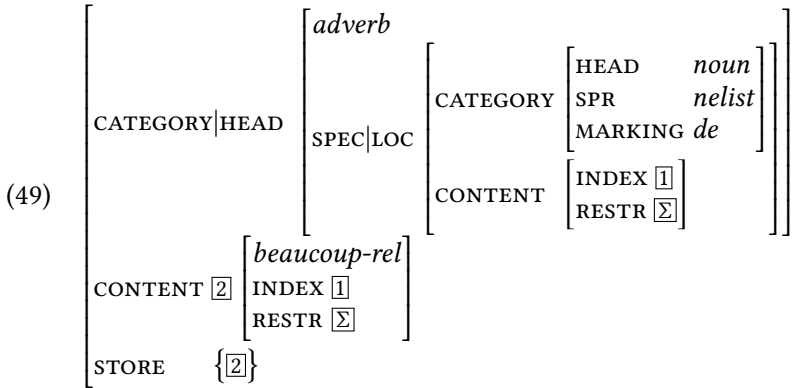 adverb
HEAD noun
CATEGORY SPR nelist
MARKING de
CATEGORY|HEAD
SPEC|LOC
INDEX 1
CONTENT
RESTR Σ
(49)
beaucoup-rel
CONTENT 2 INDEX 1
RESTR Σ
STORE {2}